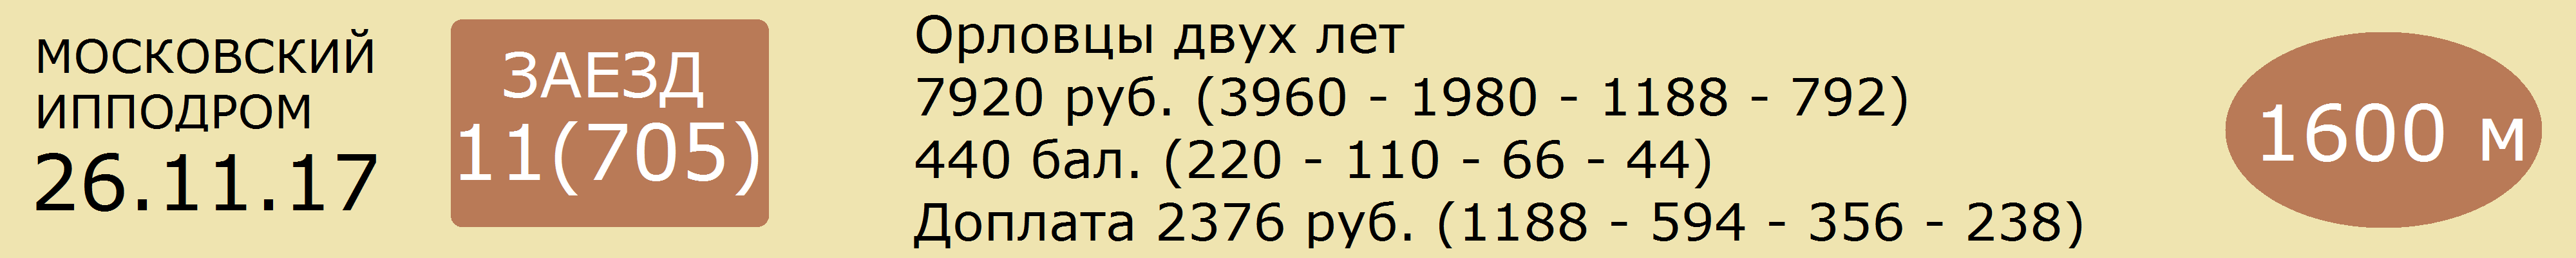 МОСКОВСКИЙ
ИППОДРОМ
26.11.17
ЗАЕЗД
11(705)
Орловцы двух лет
7920 руб. (3960 - 1980 - 1188 - 792)
440 бал. (220 - 110 - 66 - 44)
Доплата 2376 руб. (1188 - 594 - 356 - 238)
1600 м